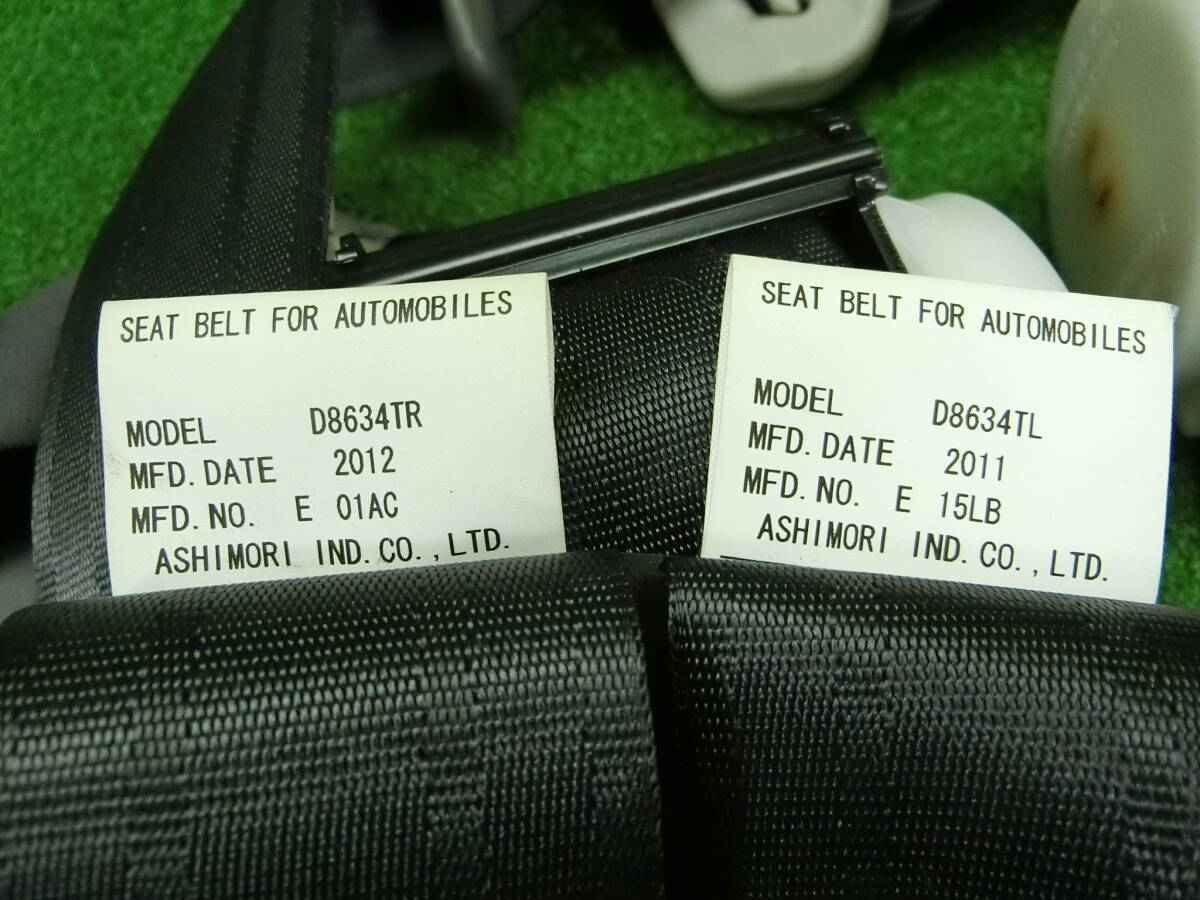 SEAT BELT FOR AUTOMOBILES
MODEL D8634TR
MFD. DATE 2012
MFD. NO. E 01AC
ASHIMORI IND. CO., LTD.
SEAT BELT FOR AUTOMOBILES
MODEL D8634TL
MFD. DATE 2011
MFD. NO. E 15LB
ASHIMORI IND. CO., LTD.